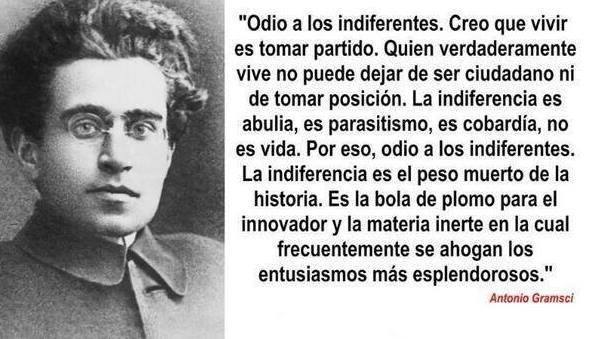 "Odio a los indiferentes. Creo que vivir
es tomar partido. Quien verdaderamente
vive no puede dejar de ser ciudadano ni
de tomar posición. La indiferencia es
abulia, es parasitismo, es cobardía, no
es vida. Por eso, odio a los indiferentes.
La indiferencia es el peso muerto de la
historia. Es la bola de plomo para el
innovador y la materia inerte en la cual
frecuentemente se ahogan los
entusiasmos más esplendorosos."
Antonio Gramsci